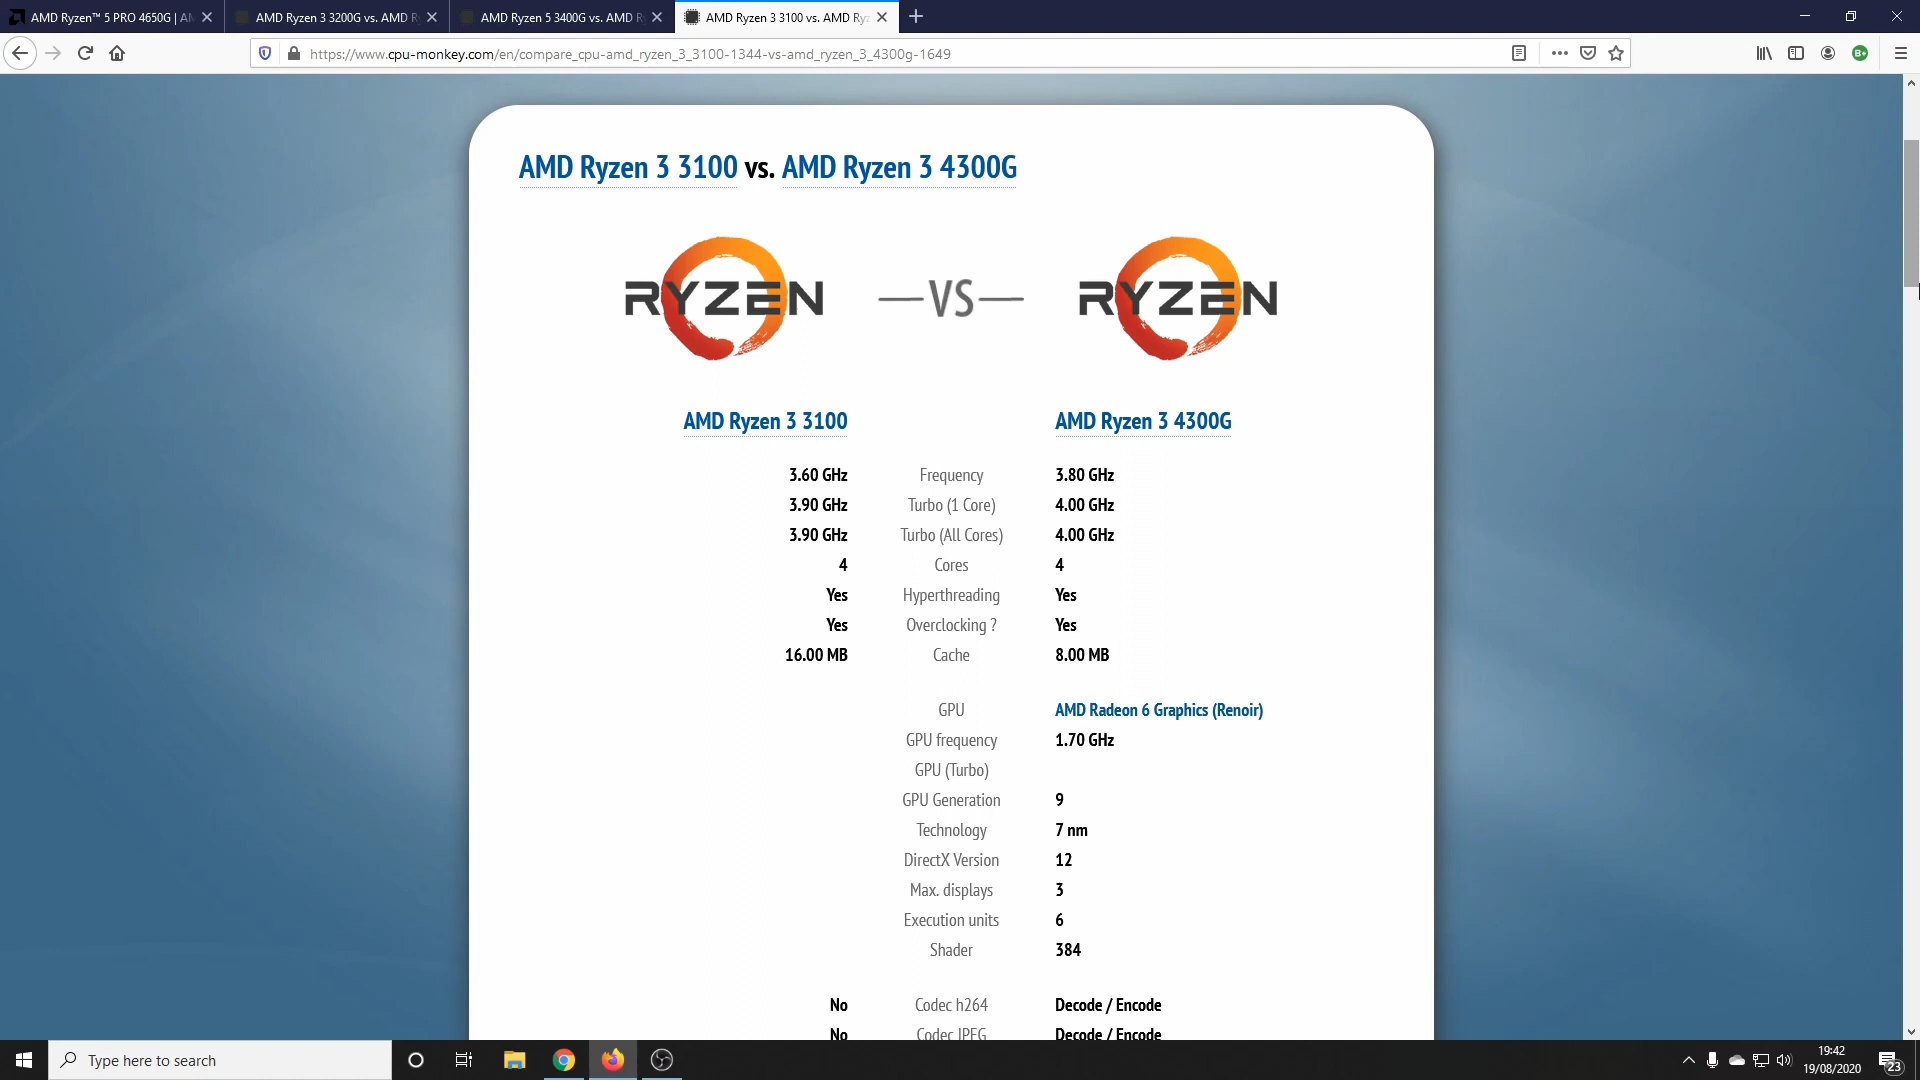 AMD Ryzen™ 5 PRO 4650G | AM
AMD Ryzen 3 3200G vs. AMD R
AMD Ryzen 5 3400G vs. AMD R
AMD Ryzen 3 3100 vs. AMD Ryz
https://www.cpu-monkey.com/en/compare_cpu-amd_ryzen_3_3100-1344-vs-amd_ryzen_3_4300g-1649
B+
AMD Ryzen 3 3100 vs. AMD Ryzen 3 4300G
RYZEN VS RYZEN
AMD Ryzen 3 3100 AMD Ryzen 3 4300G
3.60 GHz Frequency 3.80 GHz
3.90 GHz Turbo (1 Core) 4.00 GHz
3.90 GHz Turbo (All Cores) 4.00 GHz
4 Cores 4
Yes Hyperthreading Yes
Yes Overclocking ? Yes
16.00 MB Cache 8.00 MB
GPU AMD Radeon 6 Graphics (Renoir)
GPU frequency 1.70 GHz
GPU (Turbo)
GPU Generation 9
Technology 7 nm
DirectX Version 12
Max. displays 3
Execution units 6
Shader 384
No Codec h264 Decode / Encode
No Codec JPEG Decode / Encode
Type here to search
19:42
19/08/2020
23